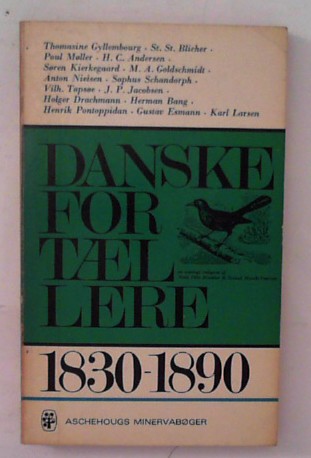 Thomasine Gyllembourg · St. St. Blicher ·
Poul Møller · H. C. Andersen ·
Søren Kierkegaard · M. A. Goldschmidt ·
Anton Nielsen · Sophus Schandorph ·
Vilh. Topsøe · J. P. Jacobsen ·
Holger Drachmann · Herman Bang ·
Henrik Pontoppidan · Gustav Esmann · Karl Larsen
DANSKE
FOR
TÆL
LERE
1830-1890
ASCHEHOUGS MINERVABØGER